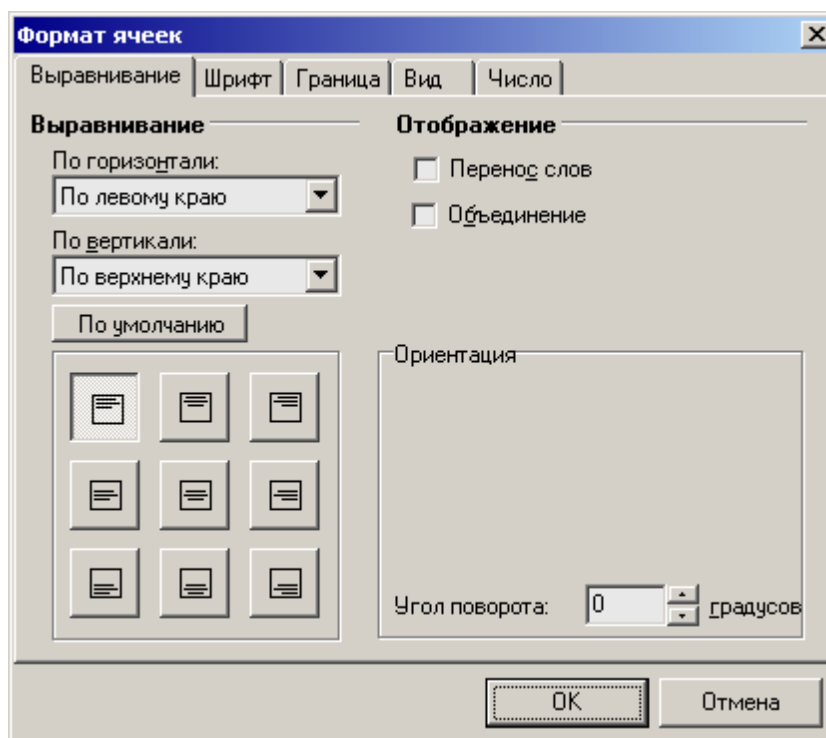 Формат ячеек
Выравнивание Шрифт Граница Вид Число
Выравнивание
По горизонтали:
По левому краю
По вертикали:
По верхнему краю
По умолчанию
Отображение
Перенос слов
Объединение
Ориентация
Угол поворота: 0 градусов
OK Отмена